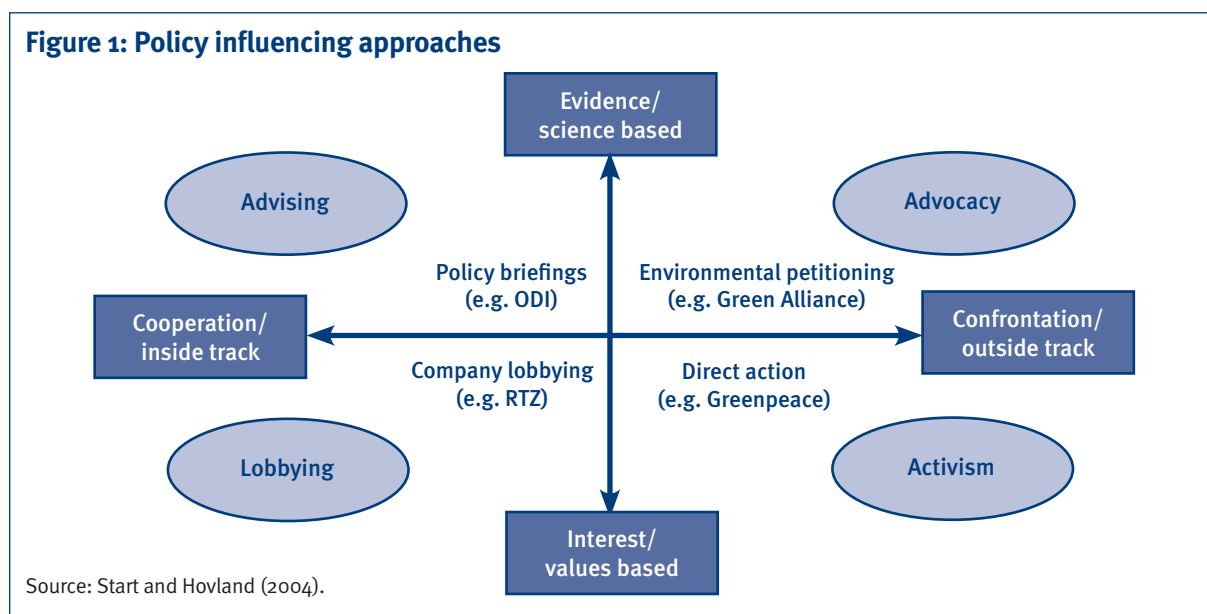 Figure 1: Policy influencing approaches
Evidence/
science based
Advising
Advocacy
Policy briefings
(e.g. ODI)
Environmental petitioning
(e.g. Green Alliance)
Cooperation/
inside track
Confrontation/
outside track
Company lobbying
(e.g. RTZ)
Direct action
(e.g. Greenpeace)
Lobbying
Activism
Interest/
values based
Source: Start and Hovland (2004).